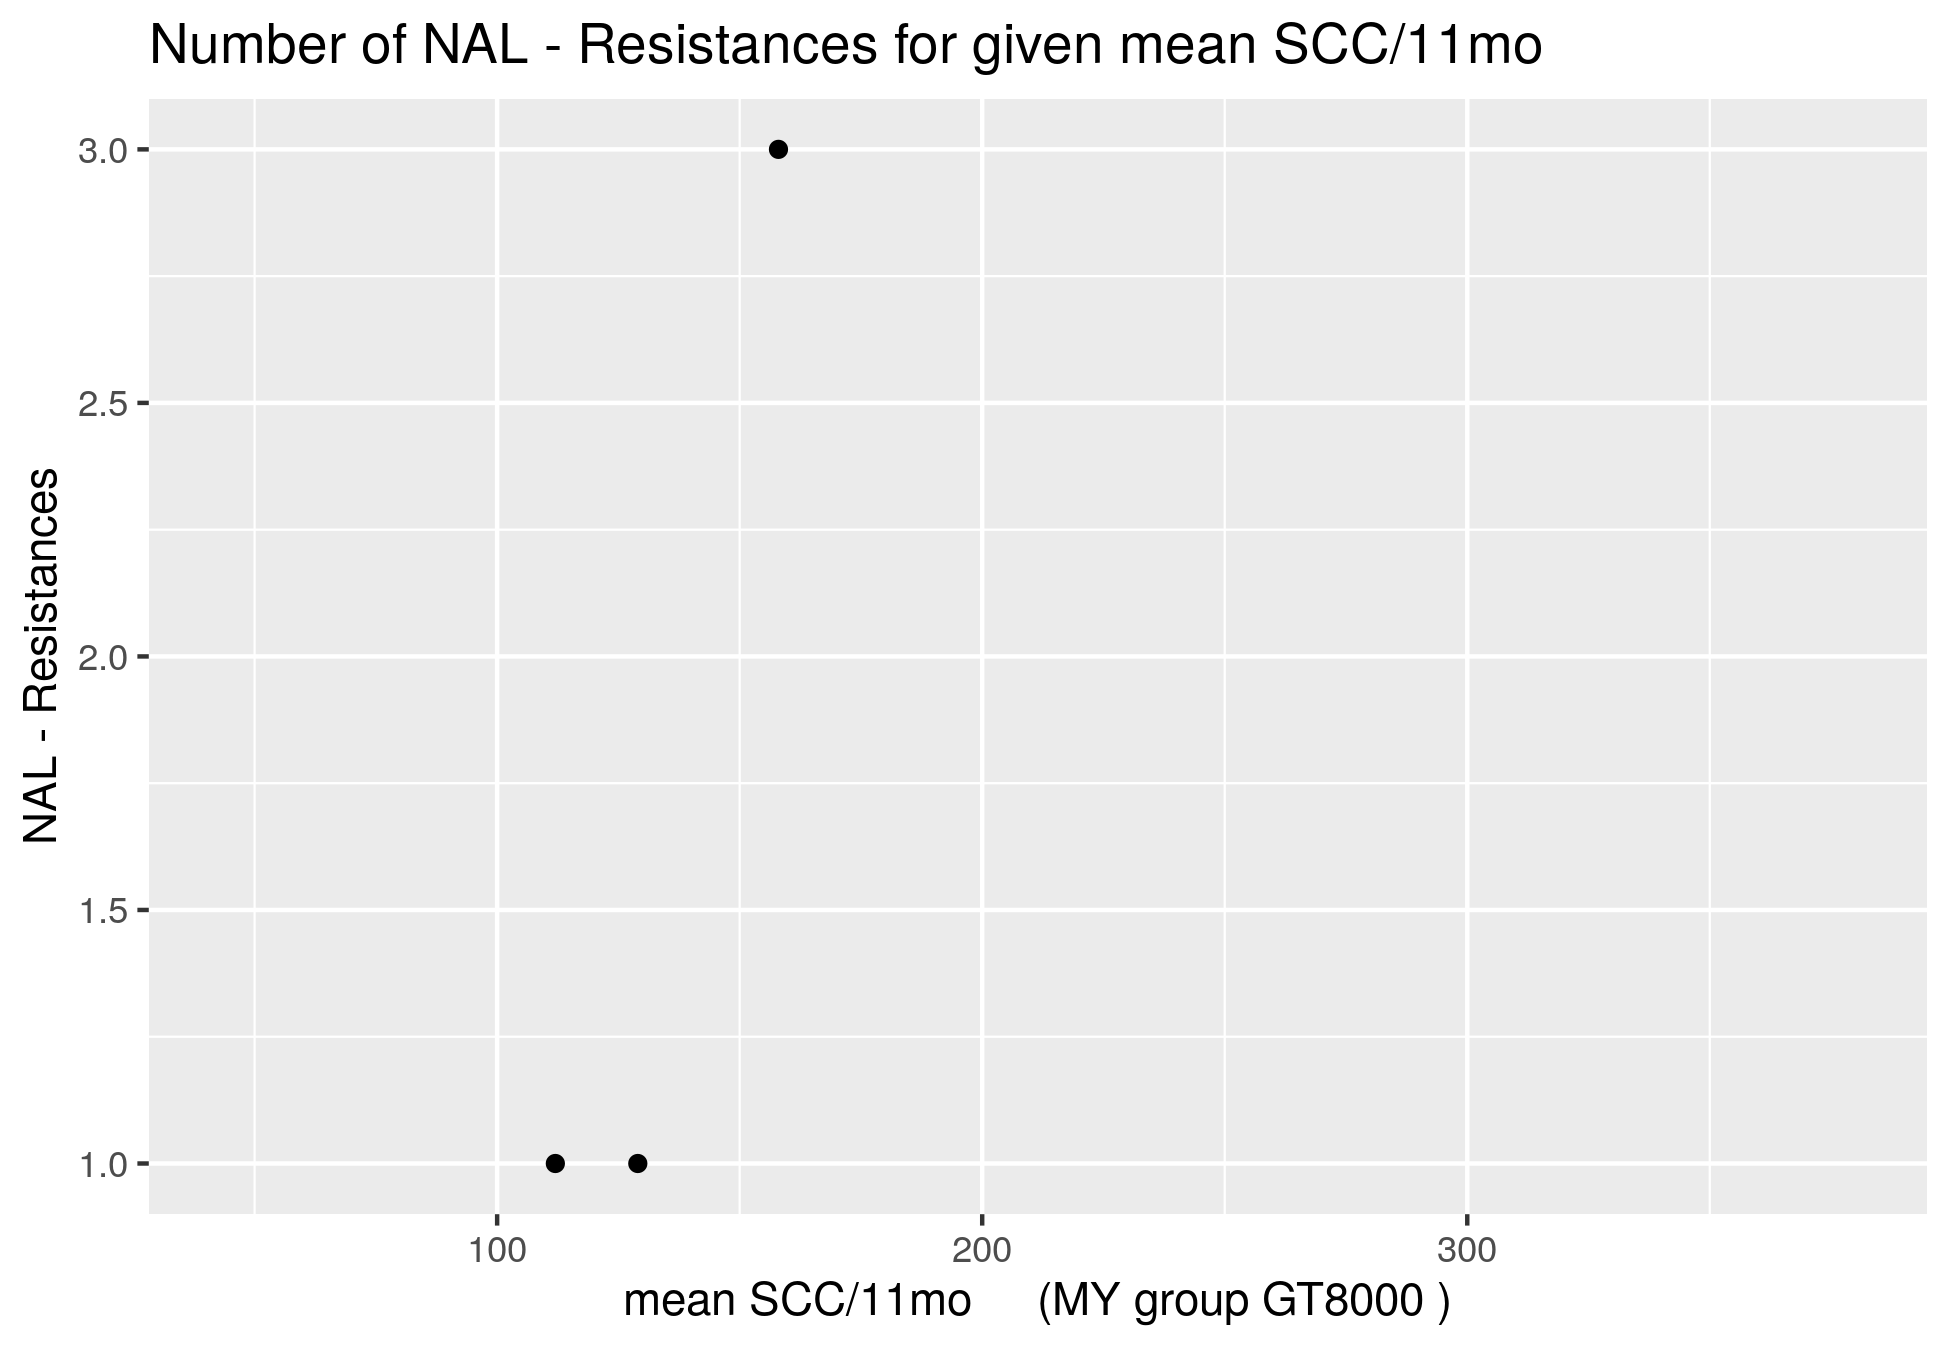 Number of NAL - Resistances for given mean SCC/11mo
NAL - Resistances
3.0
2.5
2.0
1.5
1.0
100 200 300
mean SCC/11mo (MY group GT8000 )